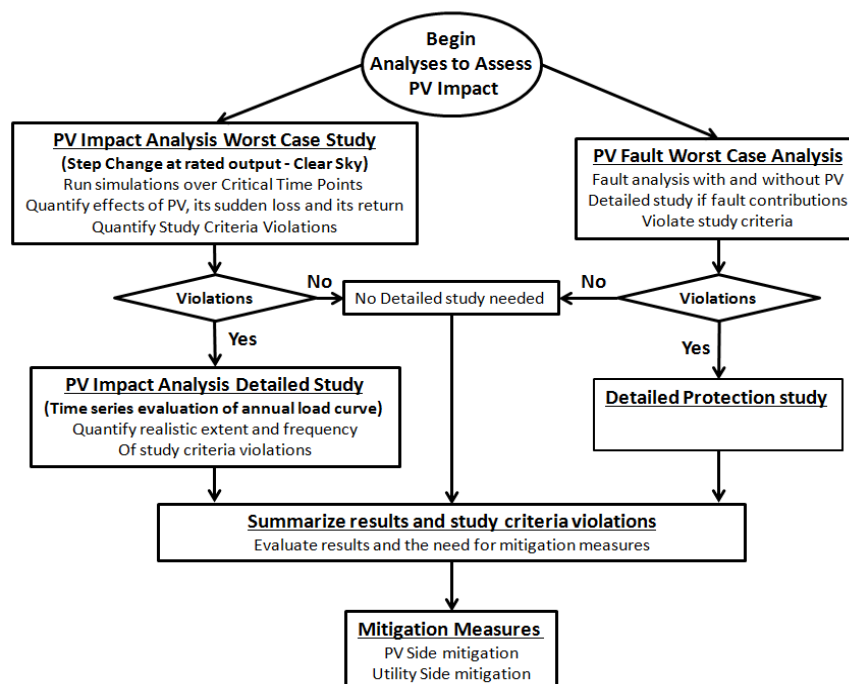 Begin
Analyses to Assess
PV Impact
PV Impact Analysis Worst Case Study
(Step Change at rated output - Clear Sky)
Run simulations over Critical Time Points
Quantify effects of PV, its sudden loss and its return
Quantify Study Criteria Violations
PV Fault Worst Case Analysis
Fault analysis with and without PV
Detailed study if fault contributions
Violate study criteria
Violations
No
No Detailed study needed
No
Violations
Yes
Yes
PV Impact Analysis Detailed Study
(Time series evaluation of annual load curve)
Quantify realistic extent and frequency
Of study criteria violations
Detailed Protection study
Summarize results and study criteria violations
Evaluate results and the need for mitigation measures
Mitigation Measures
PV Side mitigation
Utility Side mitigation